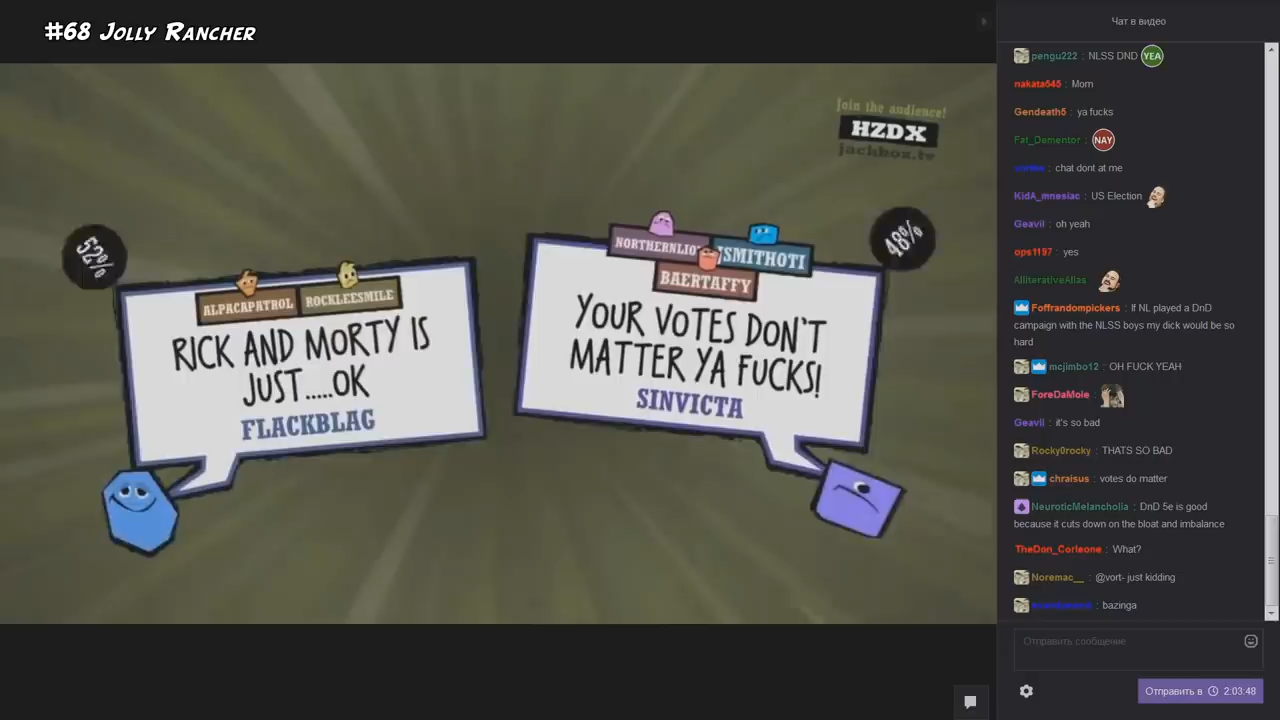 #68 Jolly Rancher
Join the audience!
HZDX
jackbox.tv
52%
ALPACAPATROL
ROCKLEESMILE
RICK AND MORTY IS
JUST.....OK
FLACKBLAG
48%
NORTHERNLIO
JSMITHOTI
BAERTAFFY
YOUR VOTES DON'T
MATTER YA FUCKS!
SINVICTA
Чат в видео
pengu222 : NLSS DND YEA
nakata545 : Mom
Gendeath5 : ya fucks
Fat_Dementor : NAY
: chat dont at me
KidA_mnesiac : US Election
Geavil : oh yeah
ops1197 : yes
AlliterativeAlias :
Foffrandompickers : If NL played a DnD
campaign with the NLSS boys my dick would be so
hard
mcjimbo12 : OH FUCK YEAH
ForeDaMole :
Geavil : it's so bad
Rocky0rocky : THATS SO BAD
chraisus : votes do matter
NeuroticMelancholia : DnD 5e is good
because it cuts down on the bloat and imbalance
TheDon_Corleone : What?
Noremac__ : @vort- just kidding
: bazinga
Отправить сообщение
Отправить в 2:03:48